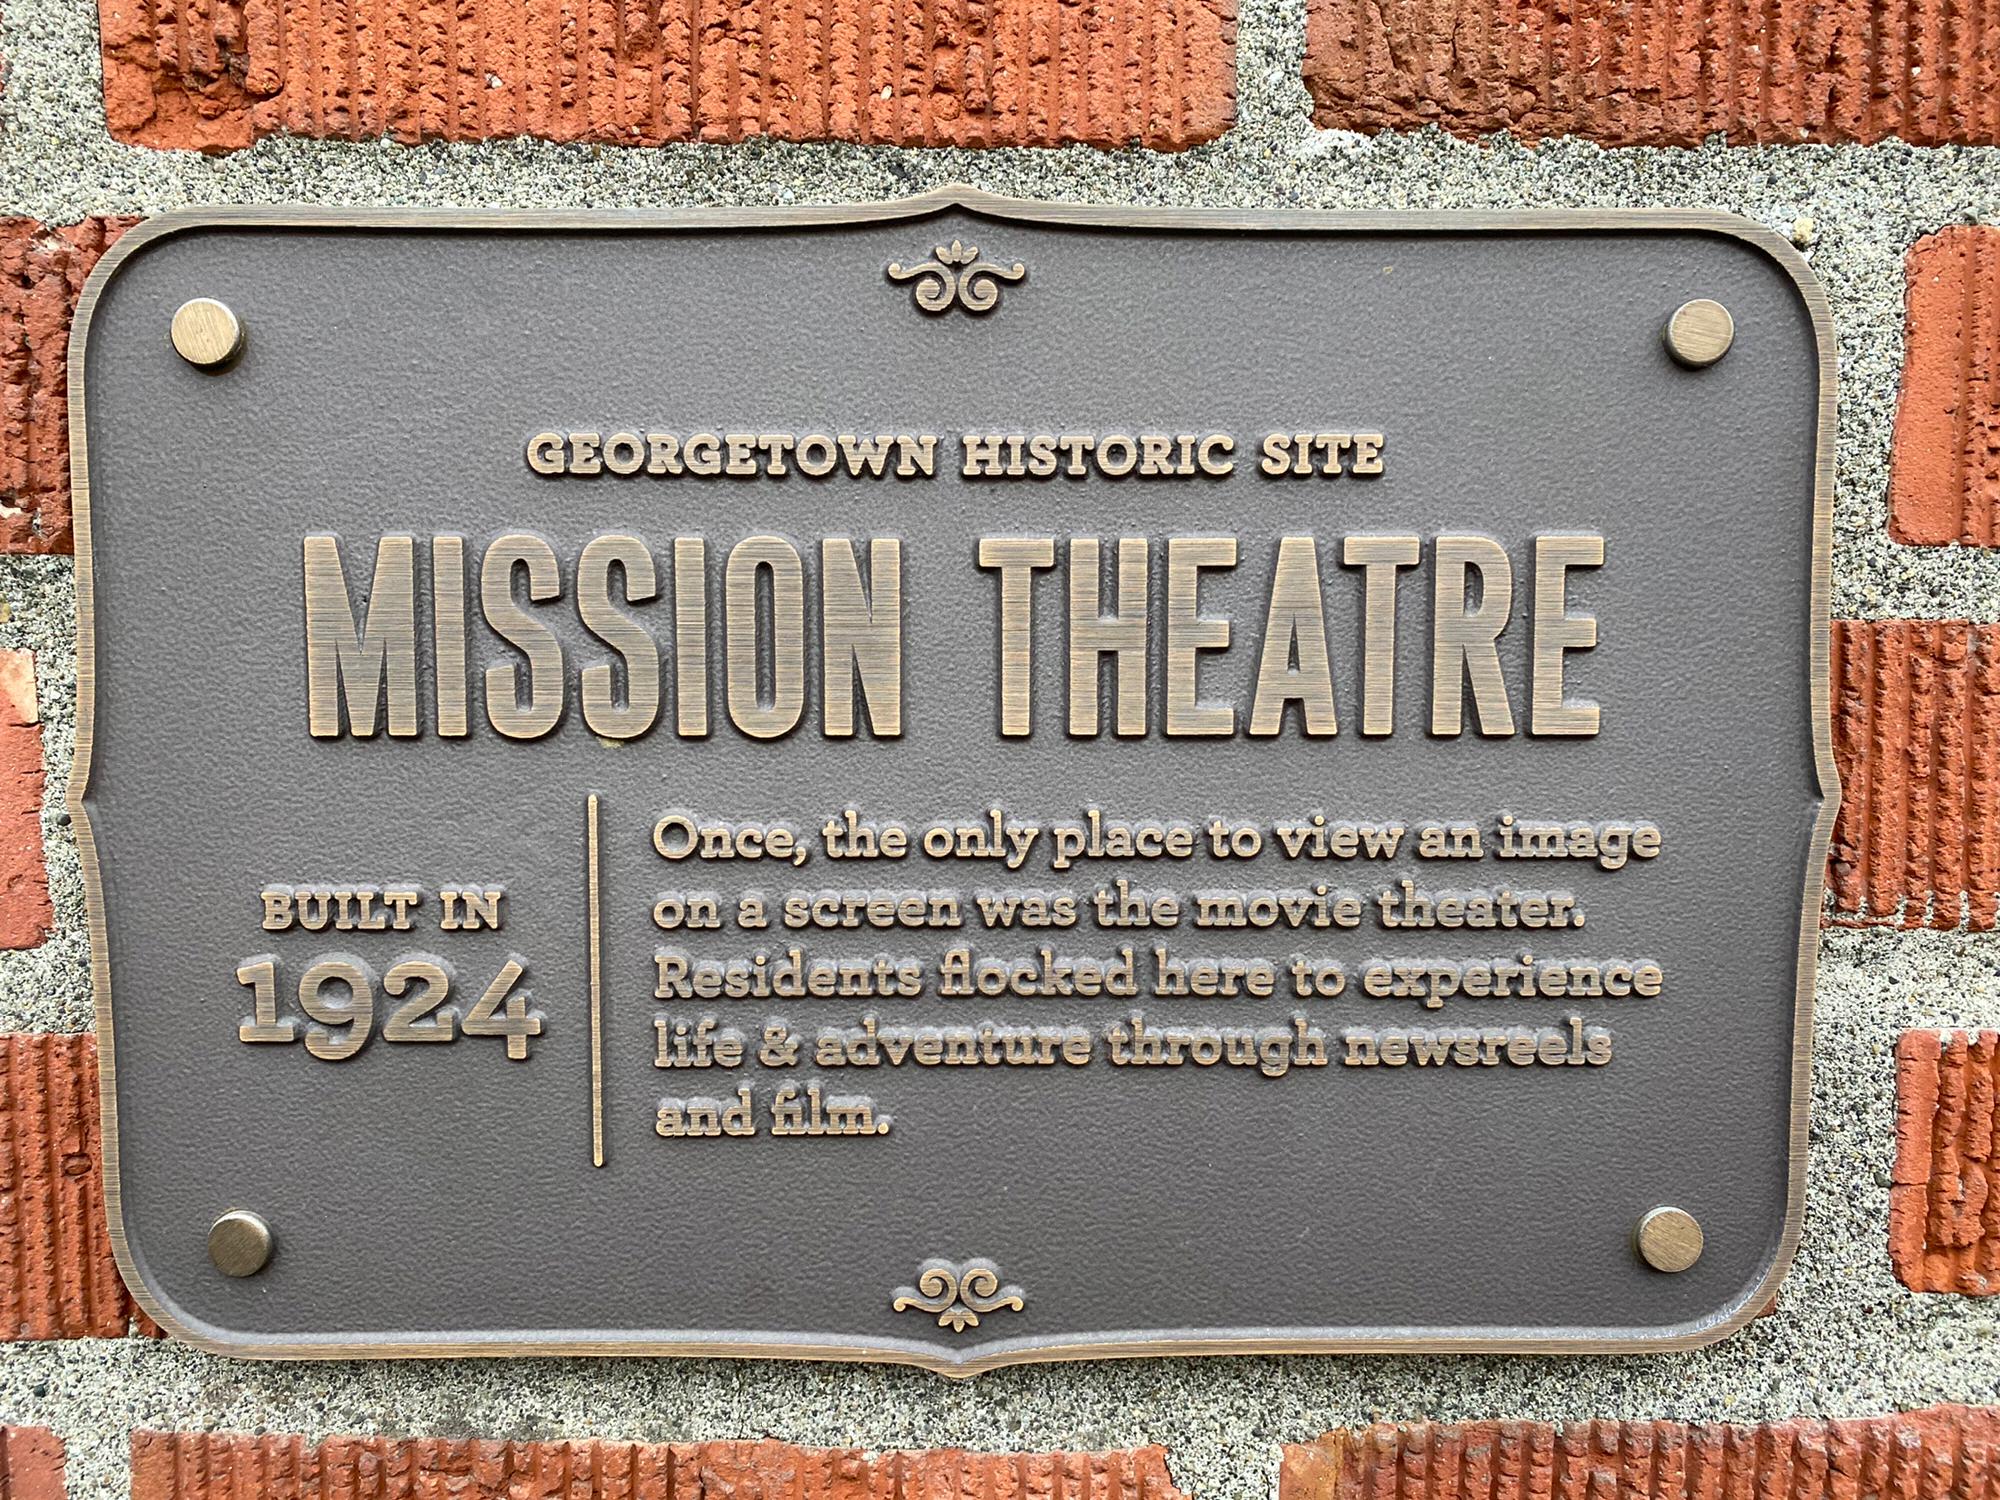 GEORGETOWN HISTORIC SITE
MISSION THEATRE
BUILT IN
1924
Once, the only place to view an image
on a screen was the movie theater.
Residents flocked here to experience
life & adventure through newsreels
and film.